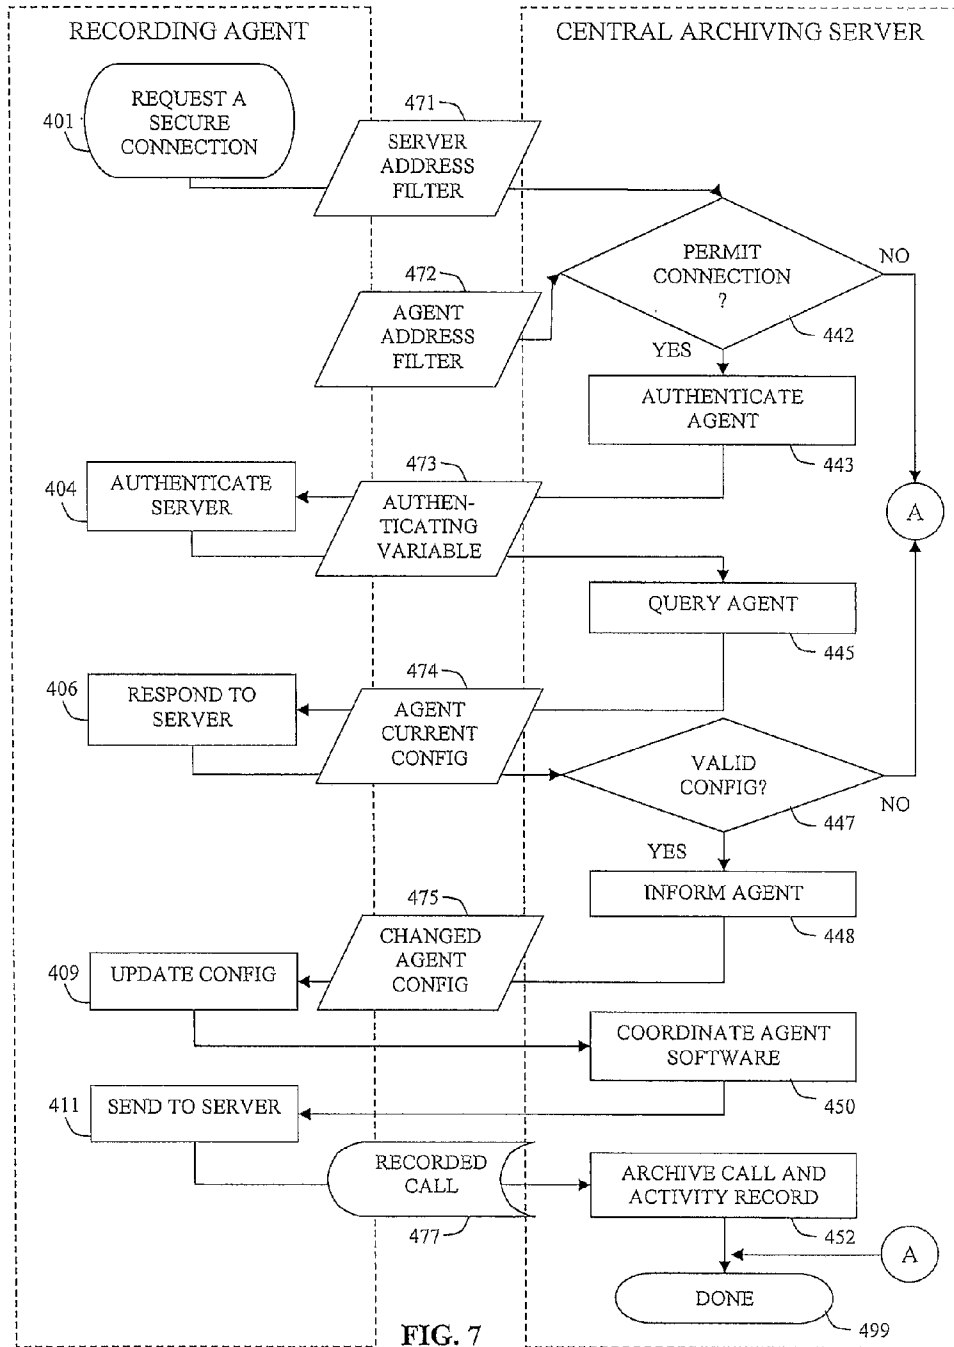 RECORDING AGENT
CENTRAL ARCHIVING SERVER
REQUEST A
SECURE
CONNECTION
401
471
SERVER
ADDRESS
FILTER
472
AGENT
ADDRESS
FILTER
PERMIT
CONNECTION
?
NO
442
YES
AUTHENTICATE
AGENT
443
A
473
AUTHEN-
TICATING
VARIABLE
404
AUTHENTICATE
SERVER
QUERY AGENT
445
474
AGENT
CURRENT
CONFIG
406
RESPOND TO
SERVER
VALID
CONFIG?
NO
447
YES
INFORM AGENT
448
475
CHANGED
AGENT
CONFIG
409
UPDATE CONFIG
COORDINATE AGENT
SOFTWARE
450
411
SEND TO SERVER
RECORDED
CALL
477
ARCHIVE CALL AND
ACTIVITY RECORD
452
A
DONE
499
FIG. 7